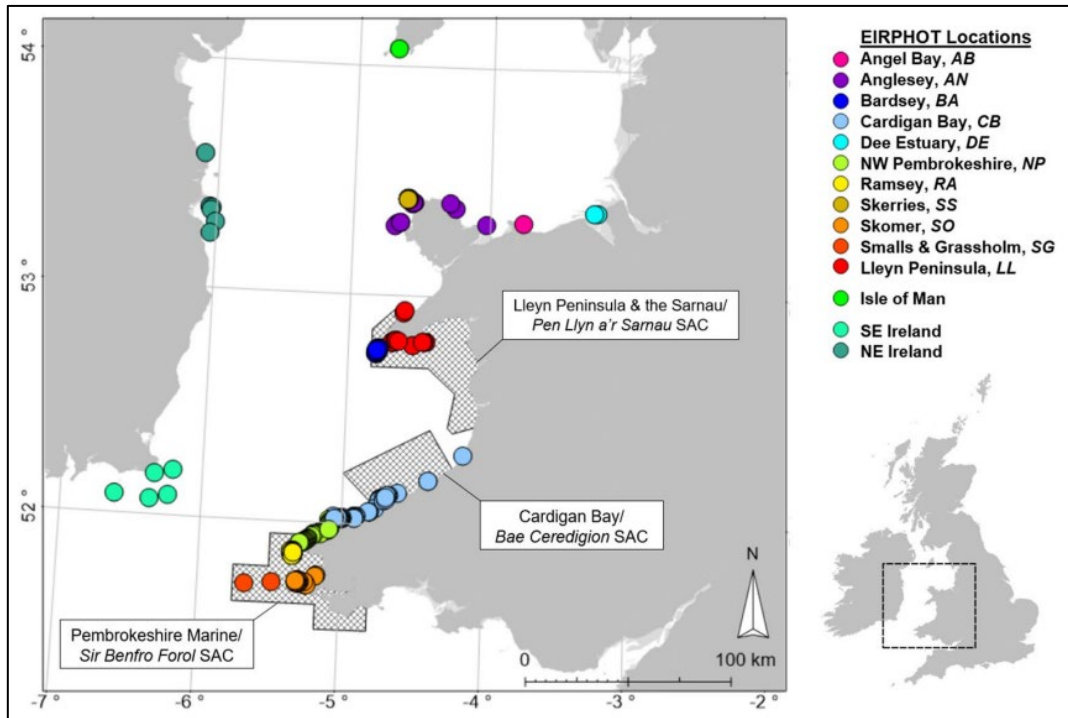 54°
53°
52°
-7°
-6°
-5°
-4°
-3°
-2°
Lleyn Peninsula & the Sarnau/
Pen Llyn a'r Sarnau SAC
Cardigan Bay/
Bae Ceredigion SAC
Pembrokeshire Marine/
Sir Benfro Forol SAC
N
0
100 km
EIRPHOT Locations
Angel Bay, AB
Anglesey, AN
Bardsey, BA
Cardigan Bay, CB
Dee Estuary, DE
NW Pembrokeshire, NP
Ramsey, RA
Skerries, SS
Skomer, SO
Smalls & Grassholm, SG
Lleyn Peninsula, LL
Isle of Man
SE Ireland
NE Ireland